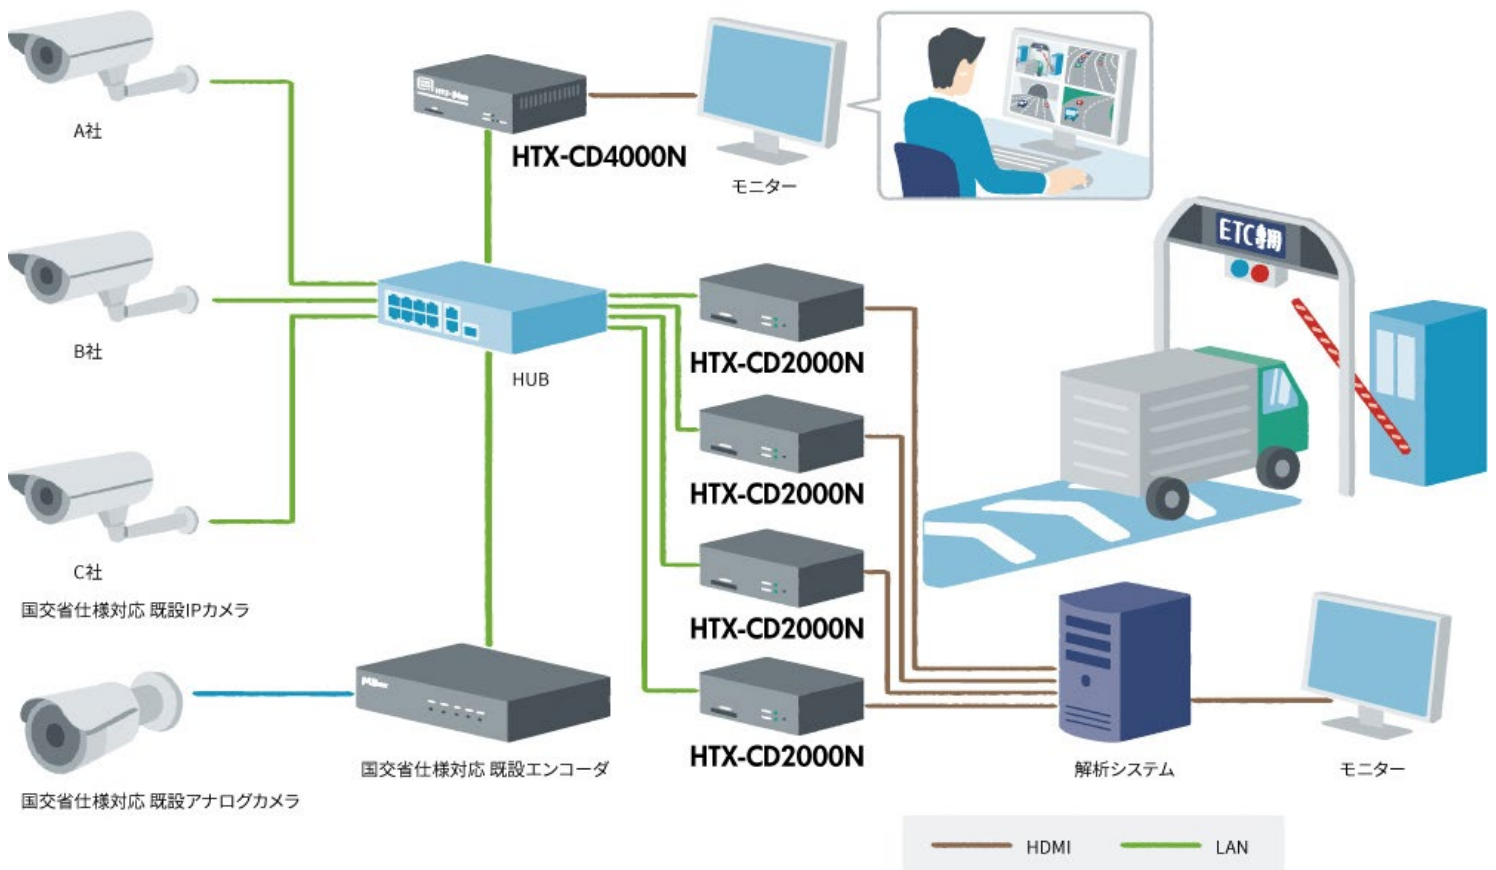 A社
HTX-CD4000N
モニター
B社
HUB
HTX-CD2000N
ETC専用
HTX-CD2000N
C社
国交省仕様対応 既設IPカメラ
HTX-CD2000N
HTX-CD2000N
国交省仕様対応 既設エンコーダ
解析システム
モニター
国交省仕様対応 既設アナログカメラ
HDMI
LAN